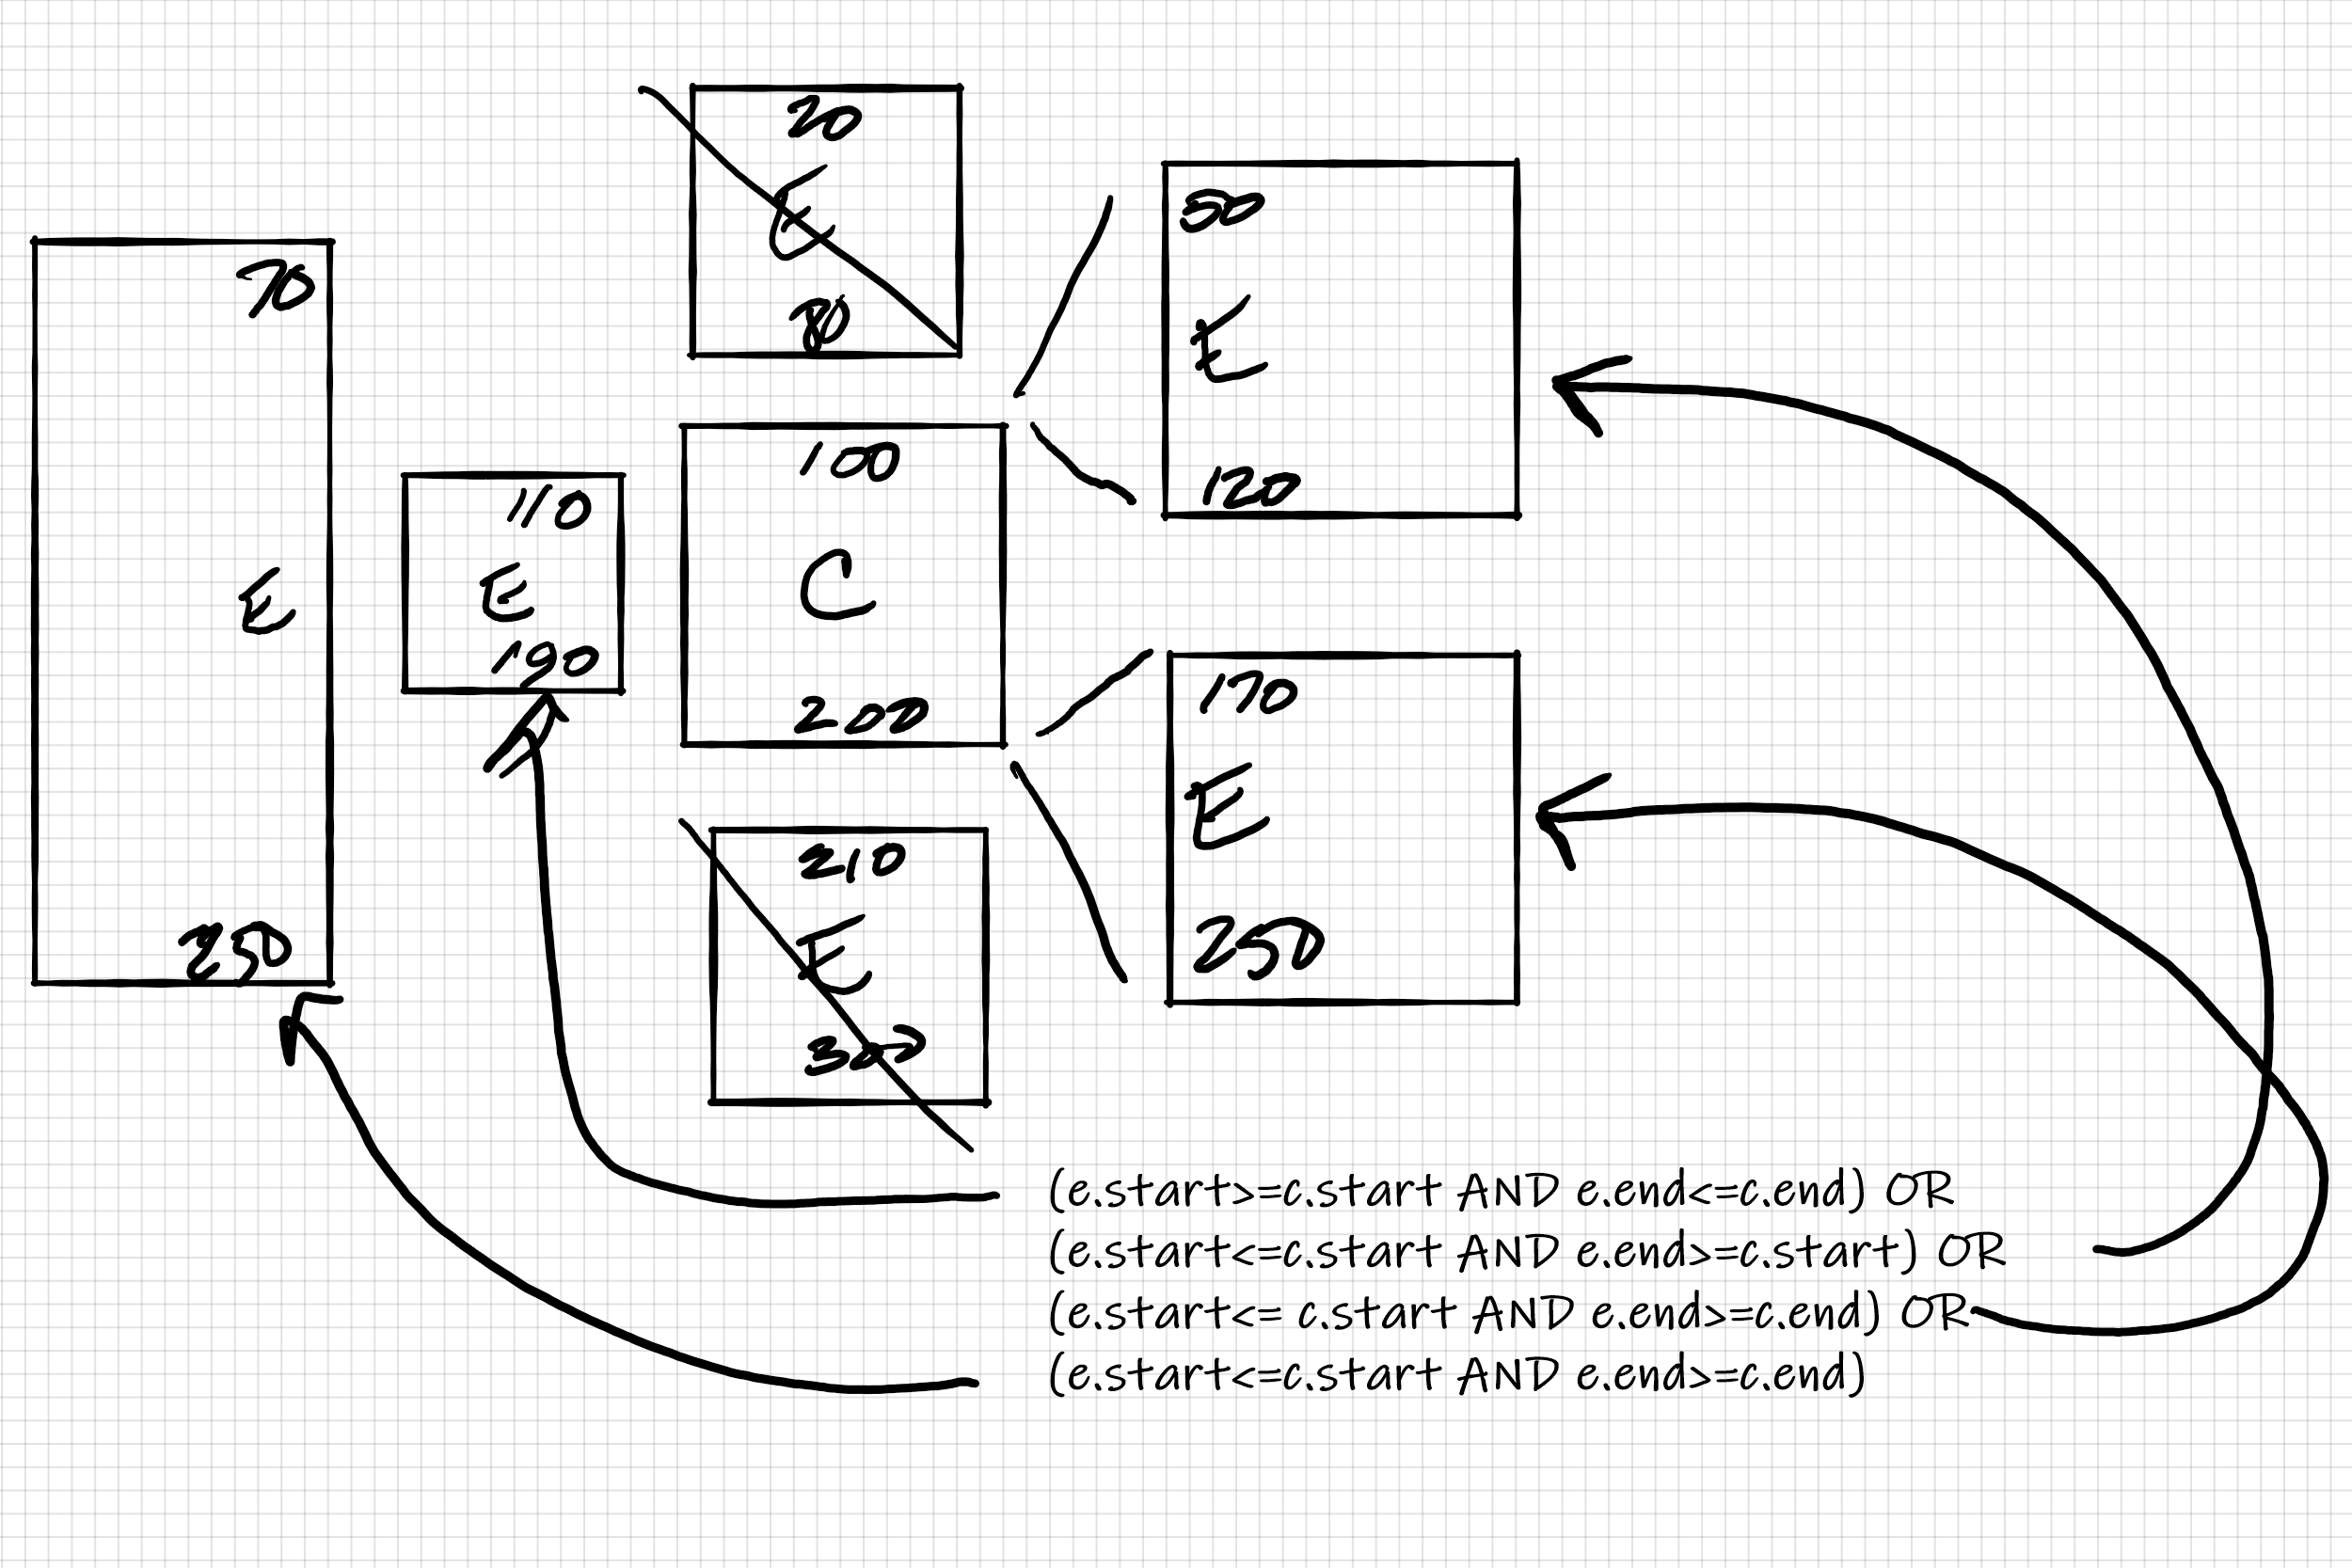 20
E
80
70
E
250
110
E
190
100
C
200
50
E
120
170
E
250
210
E
300
(e.start>=c.start AND e.end<=c.end) OR
(e.start<=c.start AND e.end>=c.start) OR
(e.start<= c.start AND e.end>=c.end) OR
(e.start<=c.start AND e.end>=c.end)